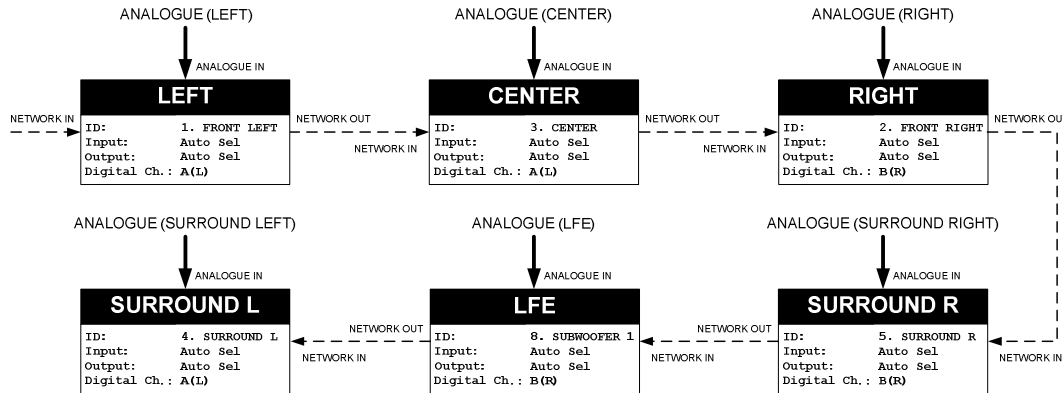 ANALOGUE (LEFT)
ANALOGUE (CENTER)
ANALOGUE (RIGHT)
ANALOGUE IN
ANALOGUE IN
ANALOGUE IN
LEFT
CENTER
RIGHT
NETWORK IN
ID: 1. FRONT LEFT
Input: Auto Sel
Output: Auto Sel
Digital Ch.: A(L)
NETWORK OUT
NETWORK IN
ID: 3. CENTER
Input: Auto Sel
Output: Auto Sel
Digital Ch.: A(L)
NETWORK OUT
NETWORK IN
ID: 2. FRONT RIGHT
Input: Auto Sel
Output: Auto Sel
Digital Ch.: B(R)
NETWORK OU
ANALOGUE (SURROUND LEFT)
ANALOGUE (LFE)
ANALOGUE (SURROUND RIGHT)
ANALOGUE IN
ANALOGUE IN
ANALOGUE IN
SURROUND L
LFE
SURROUND R
ID: 4. SURROUND L
Input: Auto Sel
Output: Auto Sel
Digital Ch.: A(L)
NETWORK OUT
NETWORK IN
ID: 8. SUBWOOFER 1
Input: Auto Sel
Output: Auto Sel
Digital Ch.: B(R)
NETWORK OUT
NETWORK IN
ID: 5. SURROUND R
Input: Auto Sel
Output: Auto Sel
Digital Ch.: B(R)
NETWORK IN